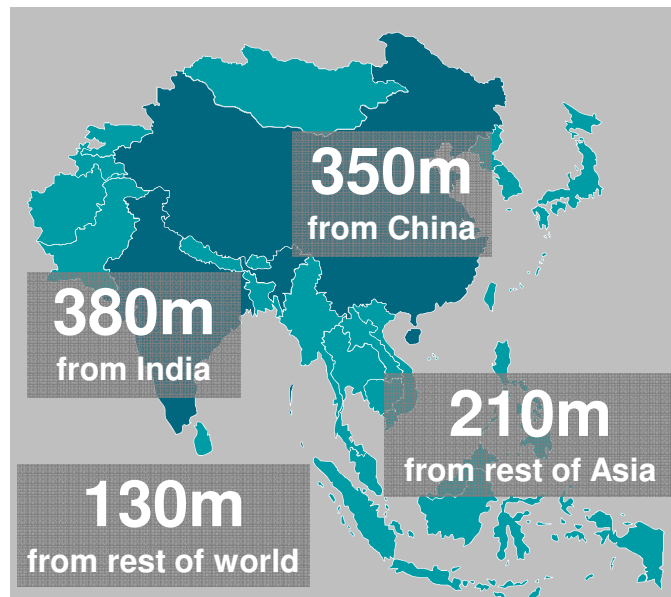 350m
from China
380m
from India
210m
from rest of Asia
130m
from rest of world